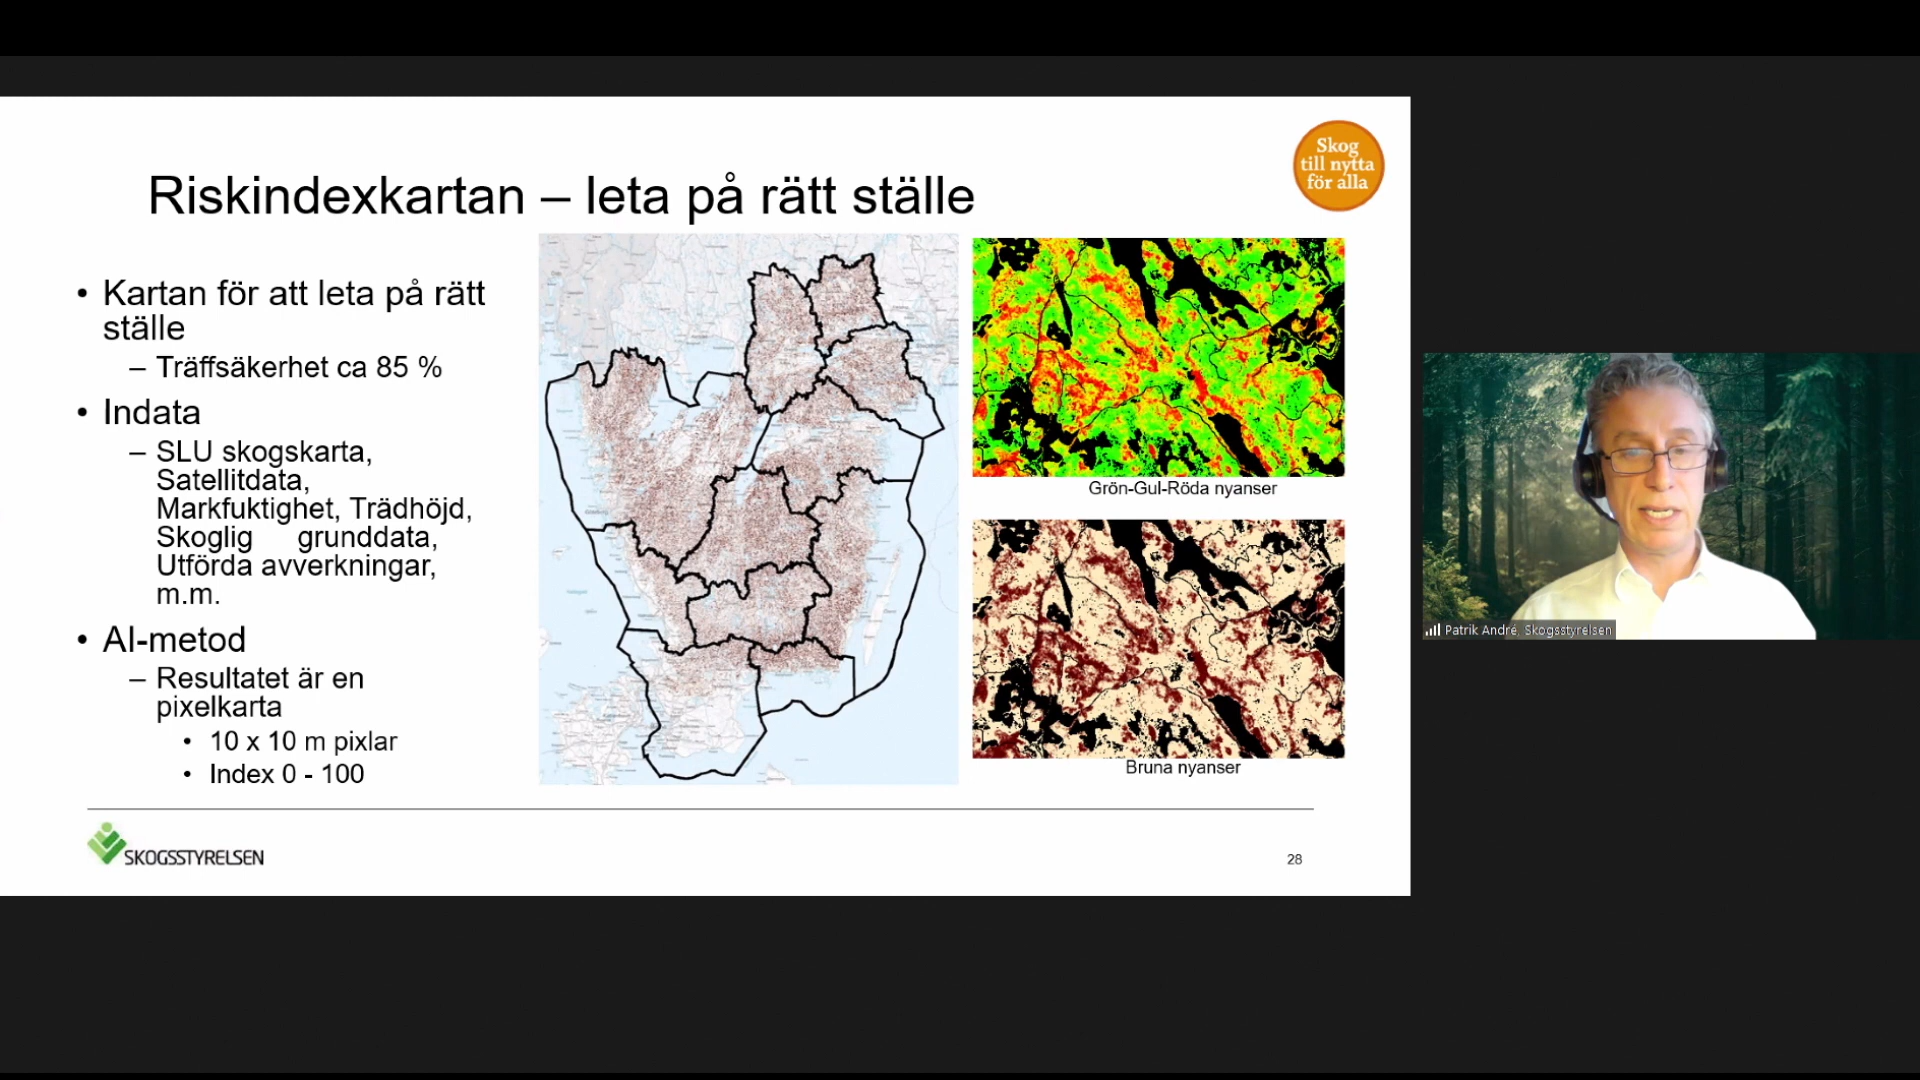 Skog
till nytta
för alla
Riskindexkartan – leta på rätt ställe
• Kartan för att leta på rätt
ställe
– Träffsäkerhet ca 85 %
• Indata
– SLU skogskarta,
Satellitdata,
Markfuktighet, Trädhöjd,
Skoglig grunddata,
Utförda avverkningar,
m.m.
• AI-metod
– Resultatet är en
pixelkarta
• 10 x 10 m pixlar
• Index 0 - 100
Grön-Gul-Röda nyanser
Bruna nyanser
SKOGSSTYRELSEN
28
Patrik André, Skogsstyrelsen